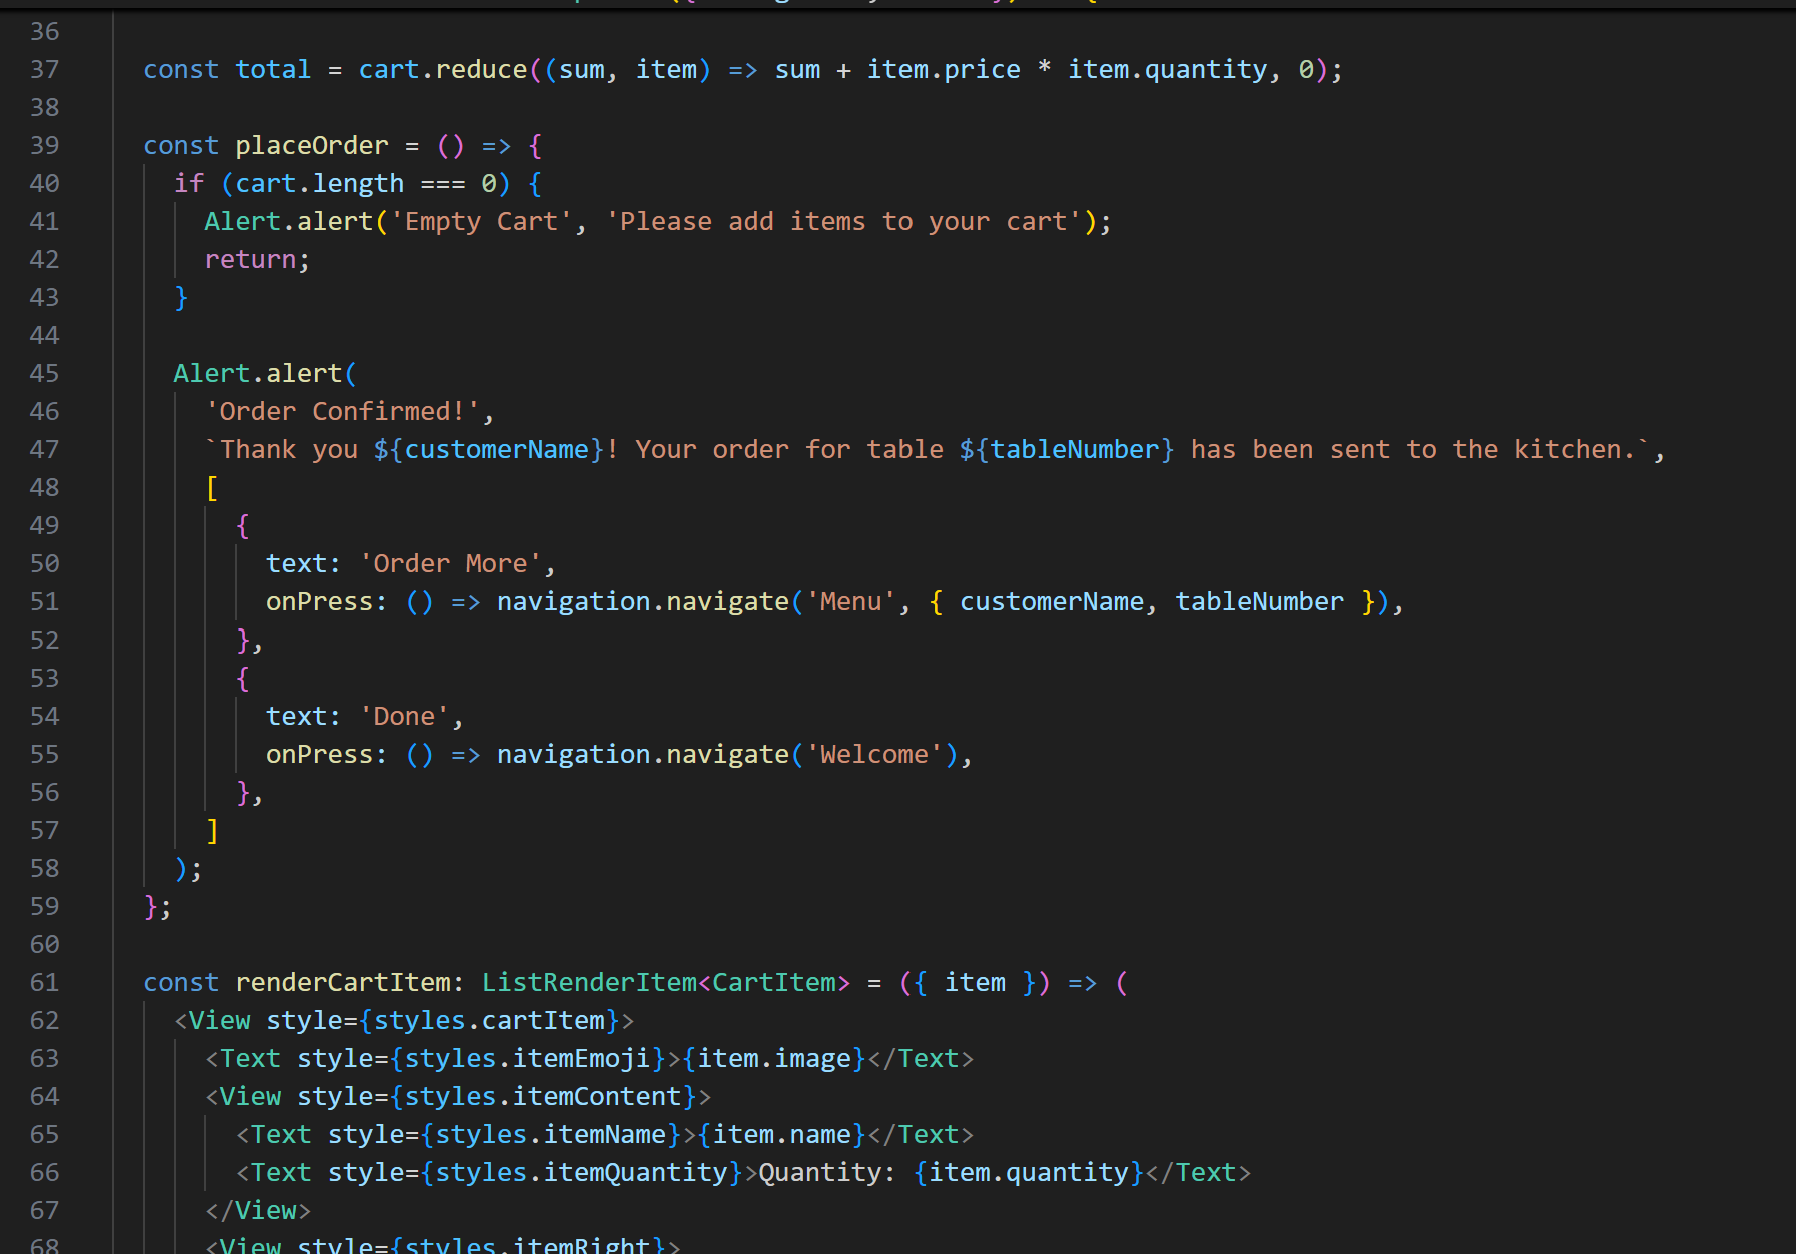 36
37 const total = cart.reduce((sum, item) => sum + item.price * item.quantity, 0);
38
39 const placeOrder = () => {
40 if (cart.length === 0) {
41 Alert.alert('Empty Cart', 'Please add items to your cart');
42 return;
43 }
44
45 Alert.alert(
46 'Order Confirmed!',
47 `Thank you ${customerName}! Your order for table ${tableNumber} has been sent to the kitchen.`,
48 [
49 {
50 text: 'Order More',
51 onPress: () => navigation.navigate('Menu', { customerName, tableNumber }),
52 },
53 {
54 text: 'Done',
55 onPress: () => navigation.navigate('Welcome'),
56 },
57 ]
58 );
59 };
60
61 const renderCartItem: ListRenderItem<CartItem> = ({ item }) => (
62 <View style={styles.cartItem}>
63 <Text style={styles.itemEmoji}>{item.image}</Text>
64 <View style={styles.itemContent}>
65 <Text style={styles.itemName}>{item.name}</Text>
66 <Text style={styles.itemQuantity}>Quantity: {item.quantity}</Text>
67 </View>
68 <View style={styles.itemRight}>